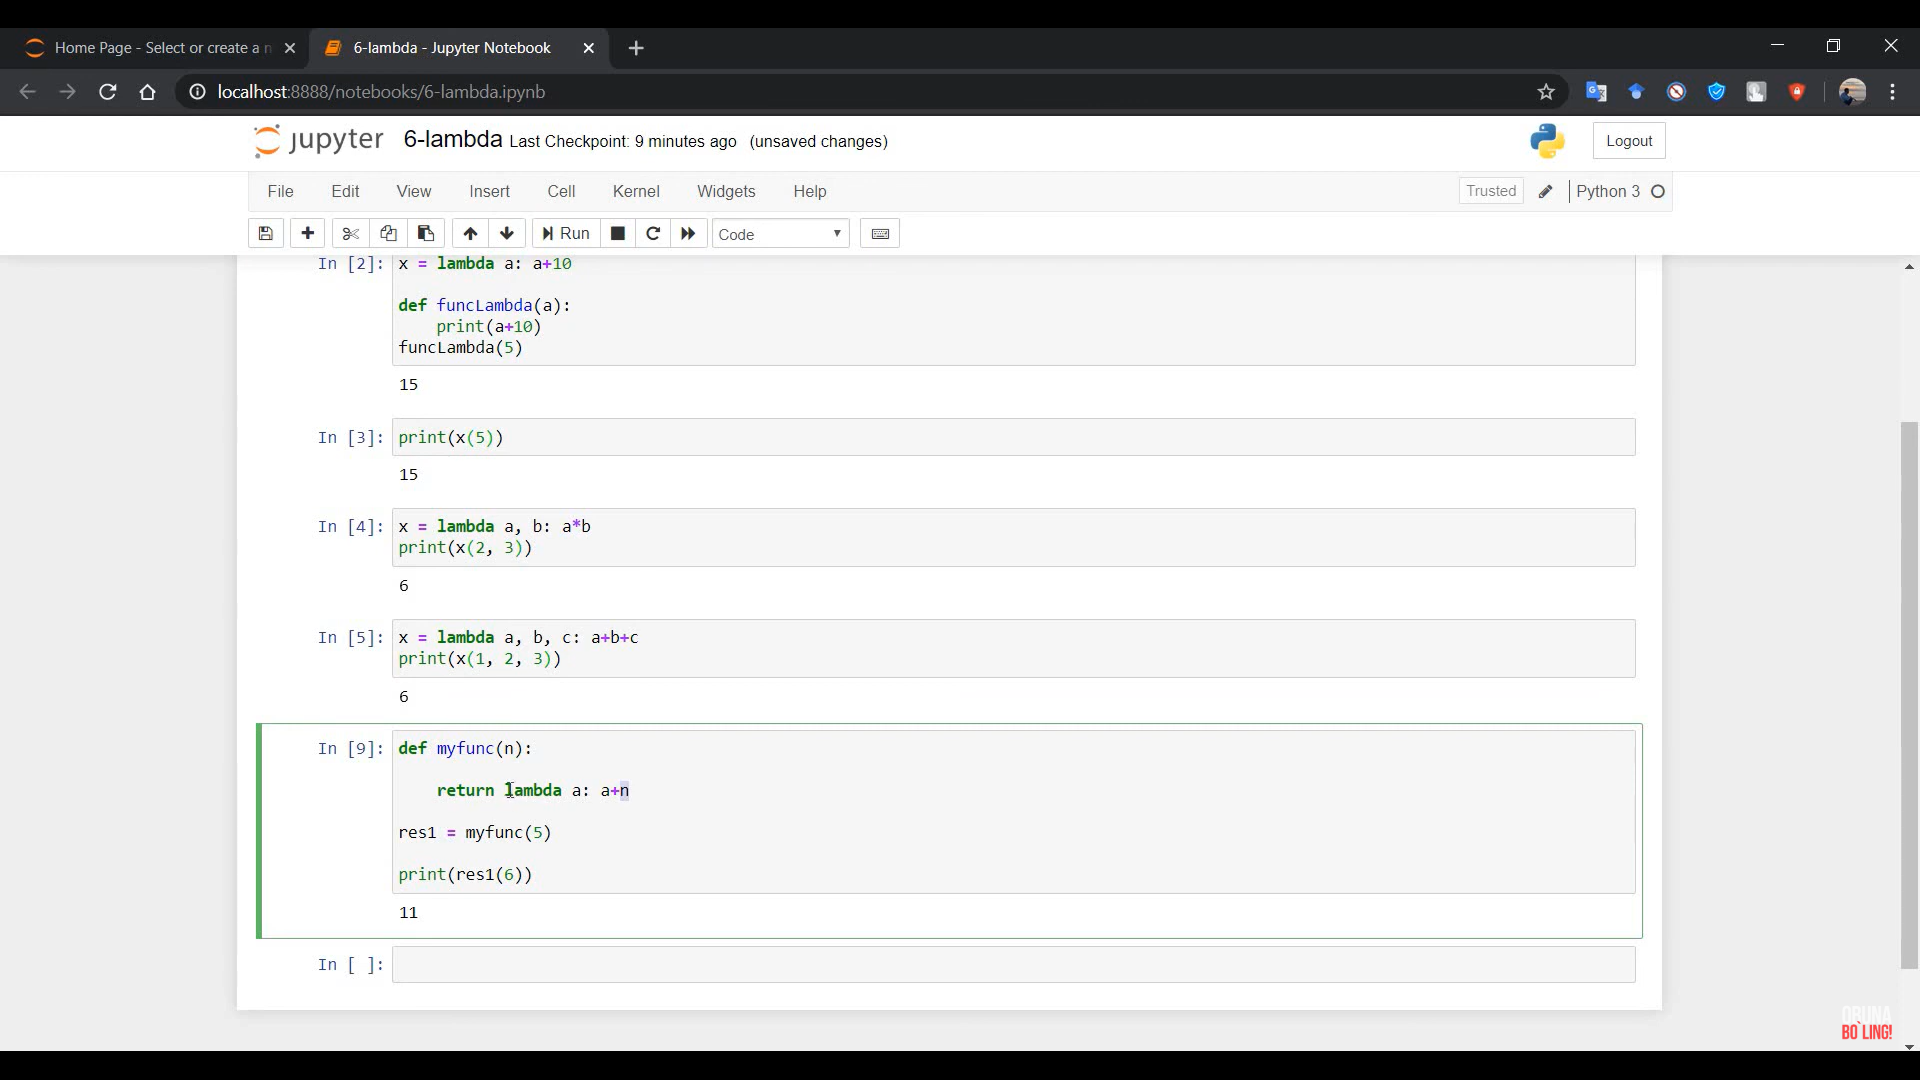 Home Page - Select or create a n
6-lambda - Jupyter Notebook
localhost:8888/notebooks/6-lambda.ipynb
jupyter 6-lambda Last Checkpoint: 9 minutes ago (unsaved changes)
Logout
File Edit View Insert Cell Kernel Widgets Help
Trusted Python 3
Run Code
In [2]: x = lambda a: a+10
def funcLambda(a):
print(a+10)
funcLambda(5)
15
In [3]: print(x(5))
15
In [4]: x = lambda a, b: a*b
print(x(2, 3))
6
In [5]: x = lambda a, b, c: a+b+c
print(x(1, 2, 3))
6
In [9]: def myfunc(n):
return lambda a: a+n
res1 = myfunc(5)
print(res1(6))
11
In [ ]:
OBUNA
BO`LING!